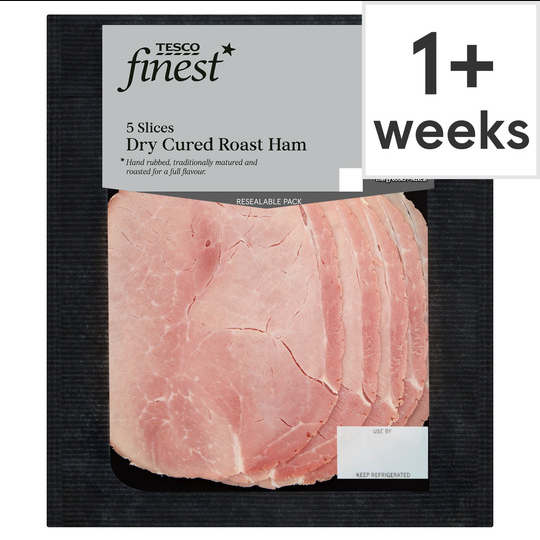 TESCO
finest*
5 Slices
Dry Cured Roast Ham
* Hand rubbed, traditionally matured and
roasted for a full flavour.
RESEALABLE PACK
1+
weeks
USE BY
KEEP REFRIGERATED